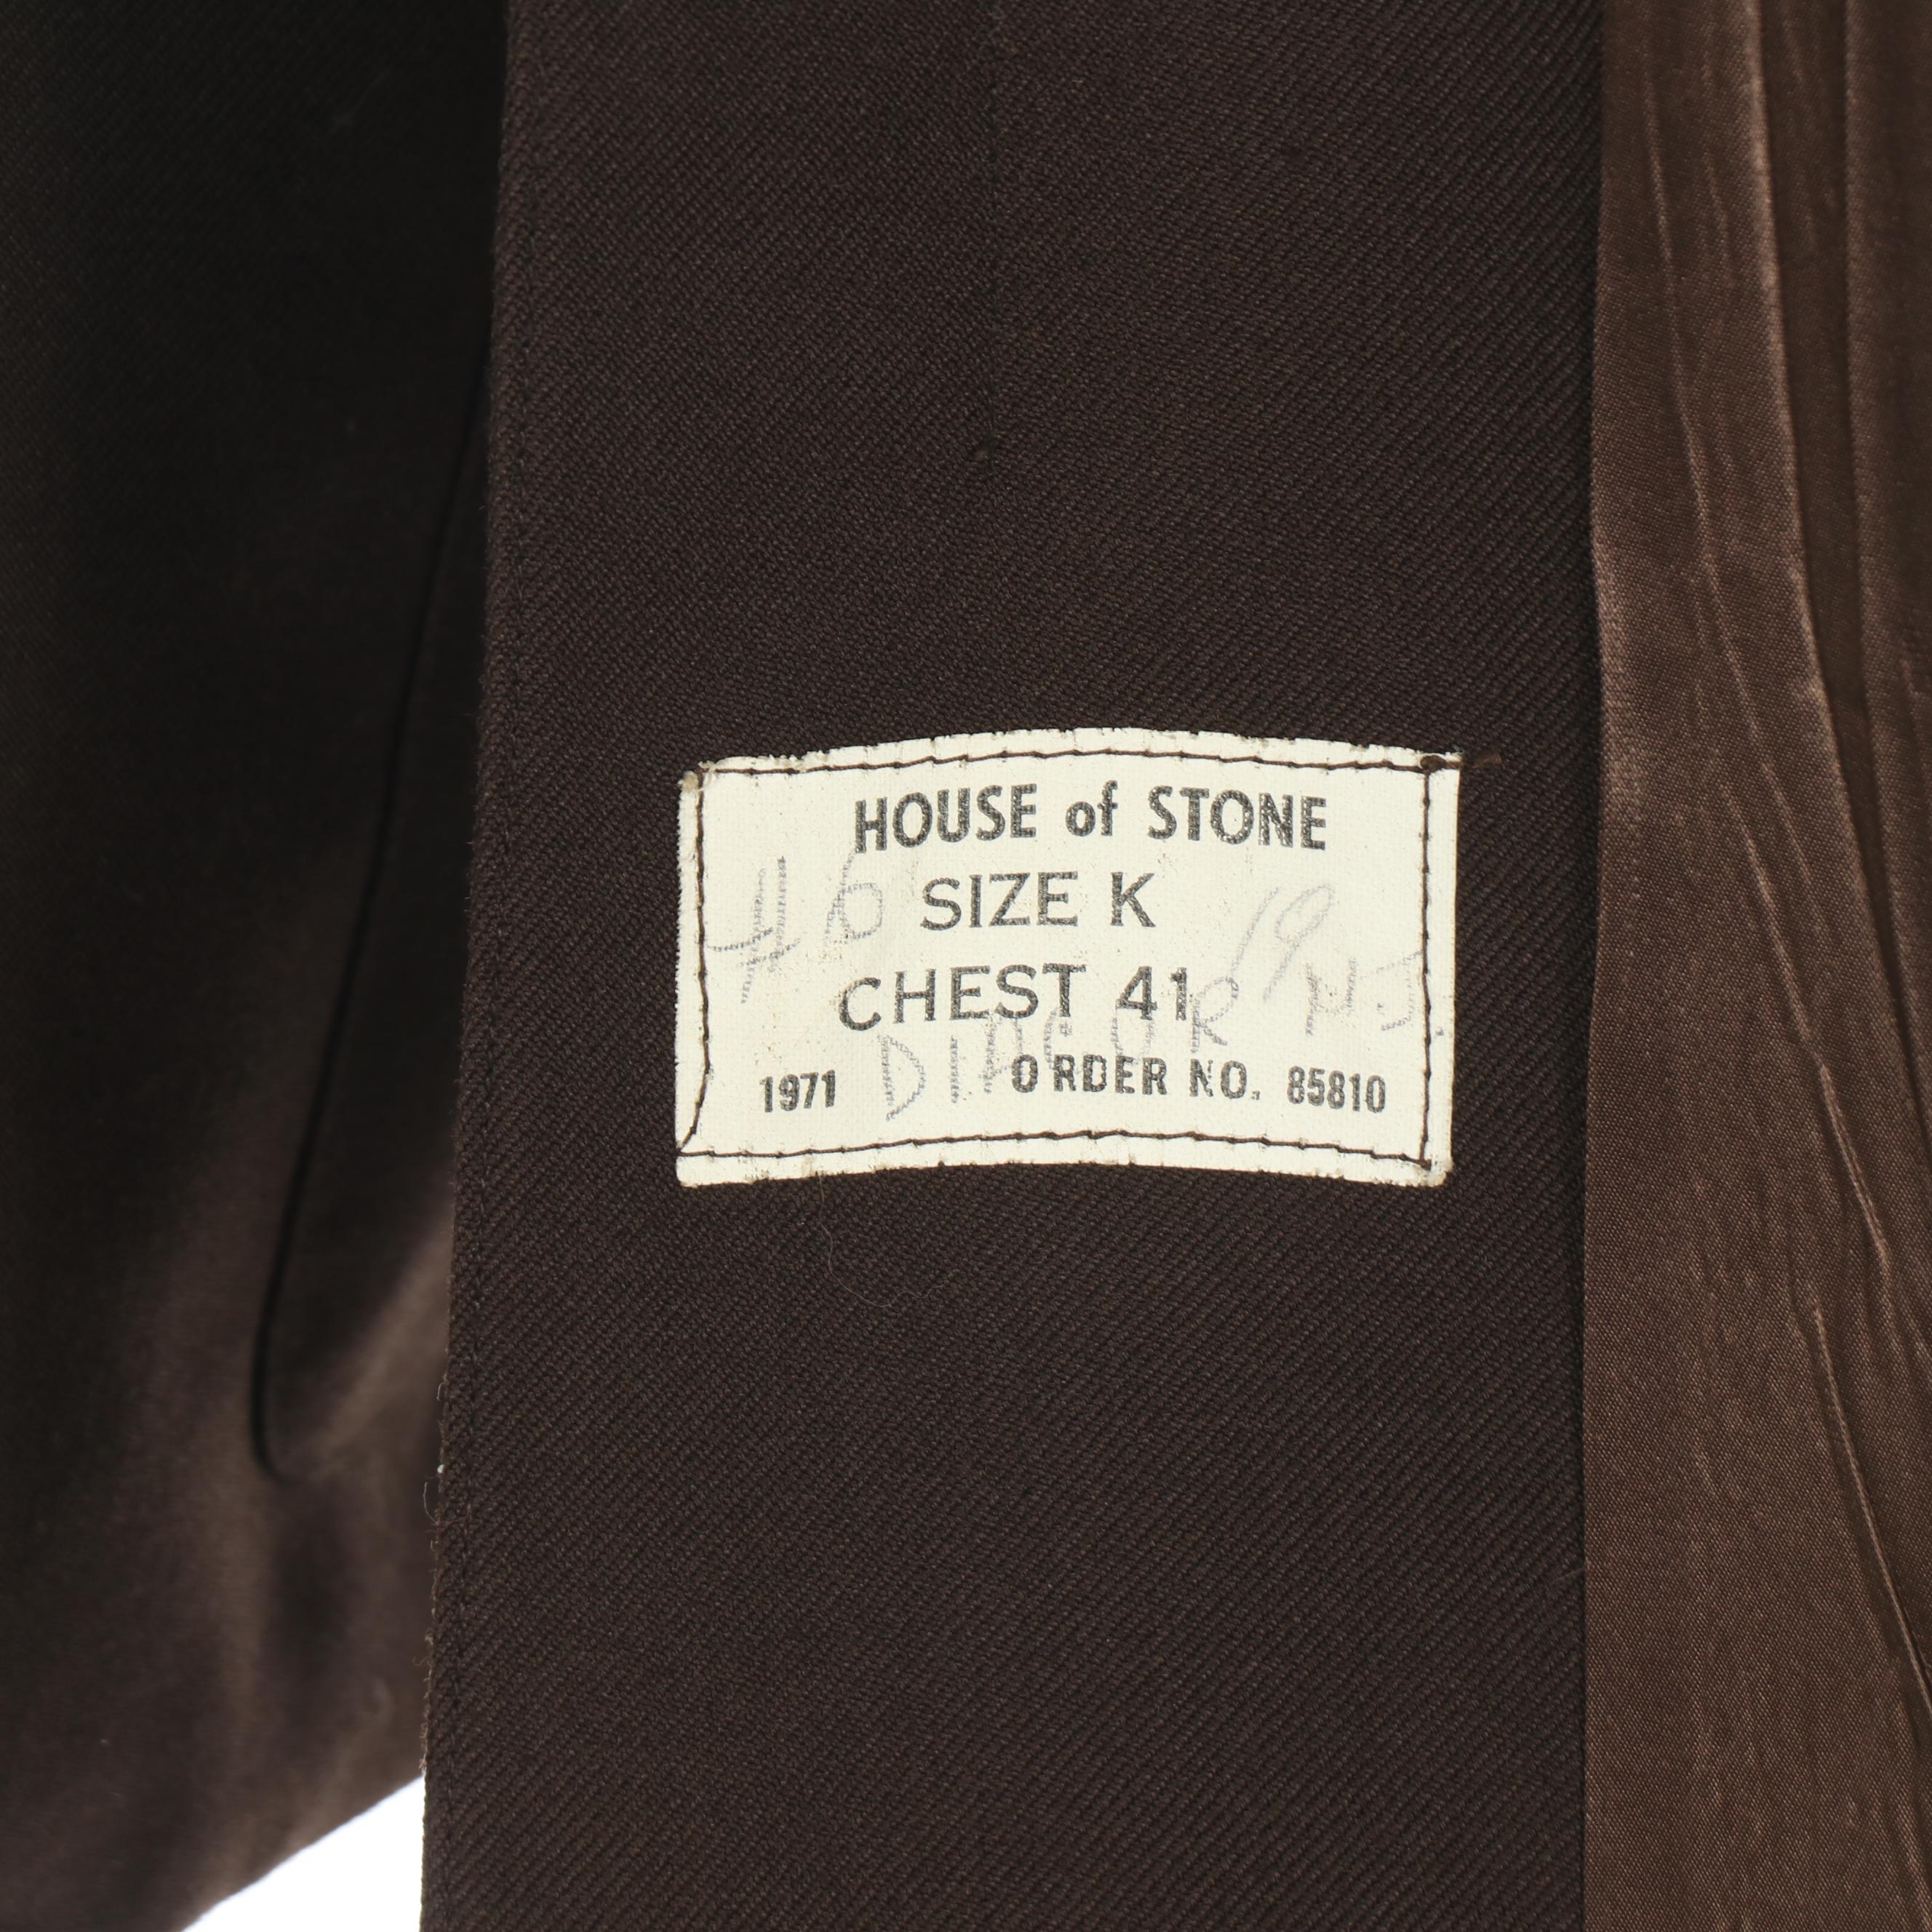 HOUSE of STONE
SIZE K
CHEST 41
1971 ORDER NO. 85810